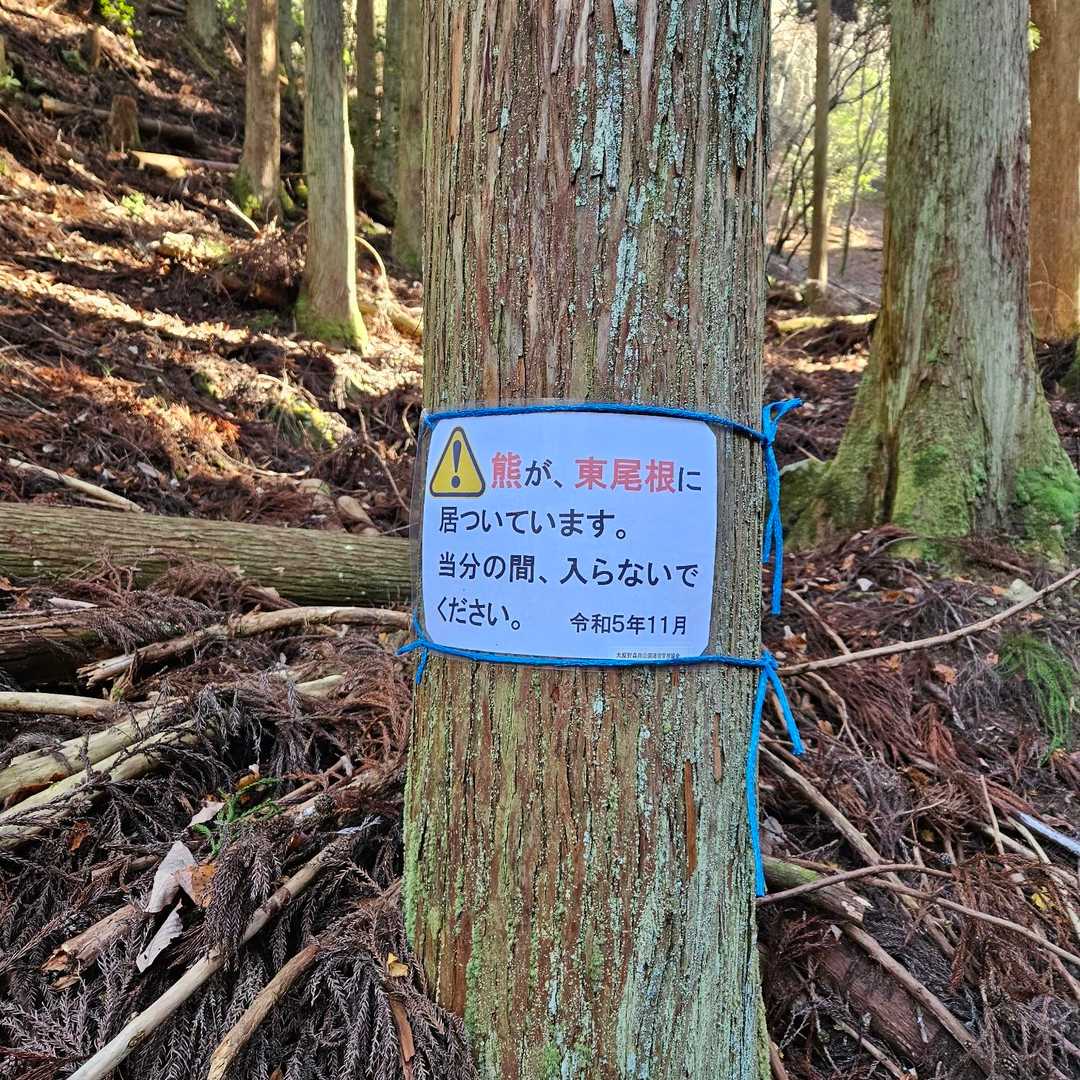 熊が、東尾根に
居ついています。
当分の間、入らないで
ください。
令和5年11月